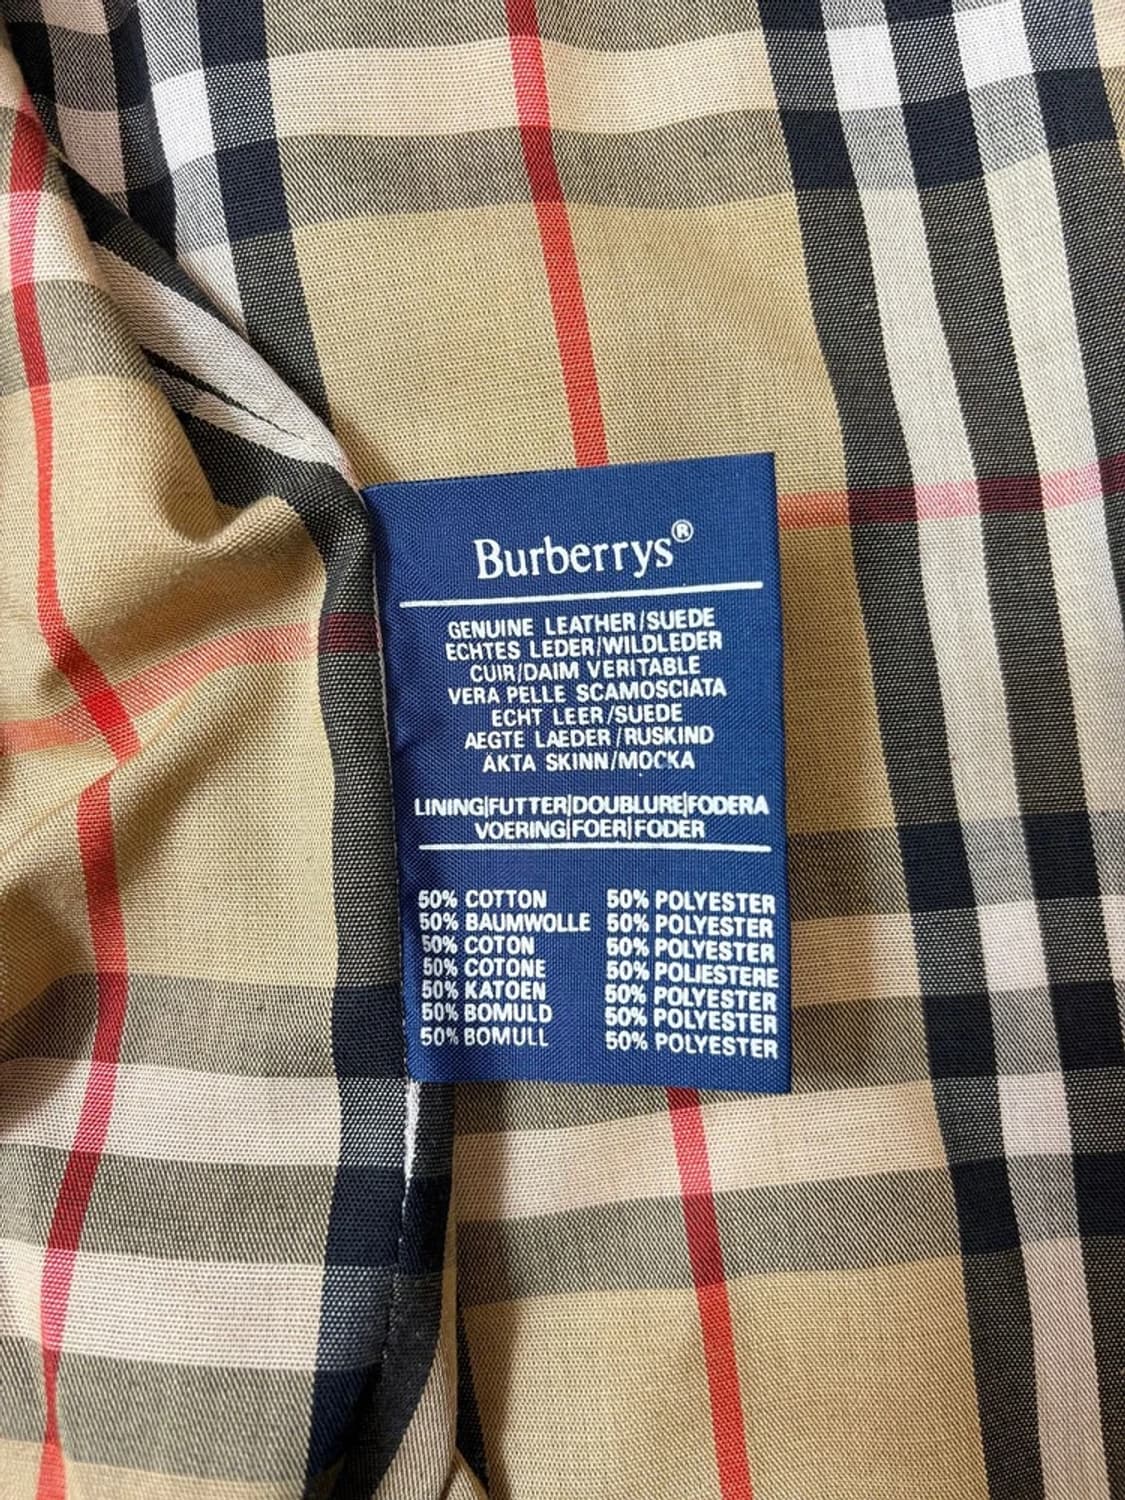 Burberrys®
GENUINE LEATHER/SUEDE
ECHTES LEDER/WILDLEDER
CUIR/DAIM VERITABLE
VERA PELLE SCAMOSCIATA
ECHT LEER/SUEDE
AEGTE LAEDER/RUSKIND
ÄKTA SKINN/MOCKA
LINING|FUTTER|DOUBLURE|FODERA
VOERING|FOER|FODER
50% COTTON 50% POLYESTER
50% BAUMWOLLE 50% POLYESTER
50% COTON 50% POLYESTER
50% COTONE 50% POLIESTERE
50% KATOEN 50% POLYESTER
50% BOMULD 50% POLYESTER
50% BOMULL 50% POLYESTER